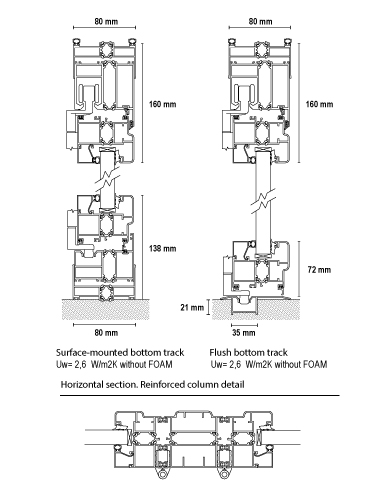 80 mm 80 mm
160 mm 160 mm
138 mm
72 mm
21 mm
80 mm 35 mm
Surface-mounted bottom track Flush bottom track
Uw= 2,6 W/m2K without FOAM Uw= 2,6 W/m2K without FOAM
Horizontal section. Reinforced column detail